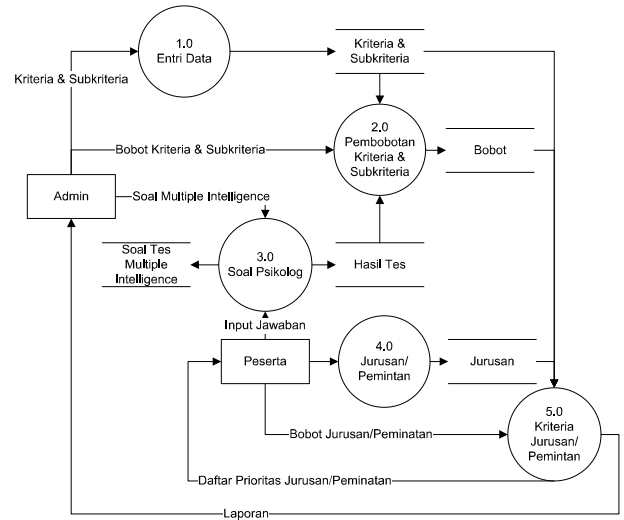 1.0
Entri Data
Kriteria &
Subkriteria
Kriteria & Subkriteria
2.0
Pembobotan
Kriteria &
Subkriteria
Bobot Kriteria & Subkriteria
Bobot
Admin
Soal Multiple Intelligence
Soal Tes
Multiple
Intelligence
3.0
Soal Psikolog
Hasil Tes
Input Jawaban
Peserta
4.0
Jurusan/
Pemintan
Jurusan
5.0
Kriteria
Jurusan/
Pemintan
Bobot Jurusan/Peminatan
Daftar Prioritas Jurusan/Peminatan
Laporan